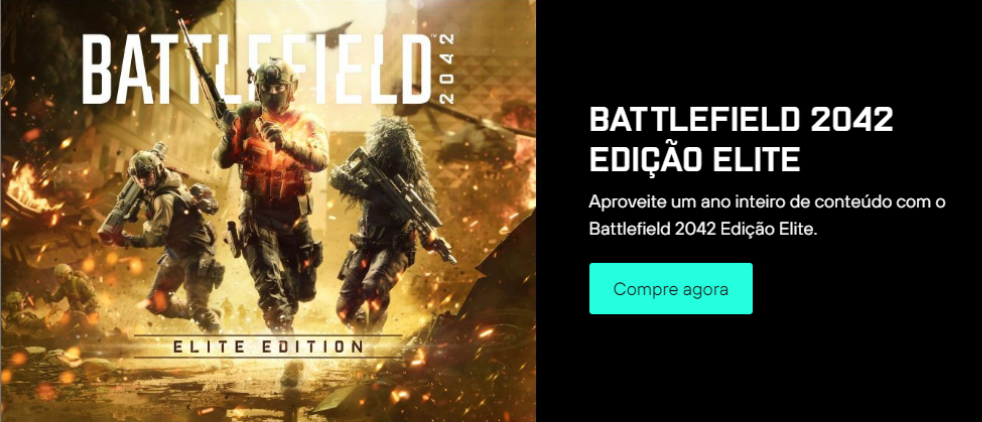 BATTLEFIELD™ 2042
ELITE EDITION
BATTLEFIELD 2042
EDIÇÃO ELITE
Aproveite um ano inteiro de conteúdo com o
Battlefield 2042 Edição Elite.
Compre agora